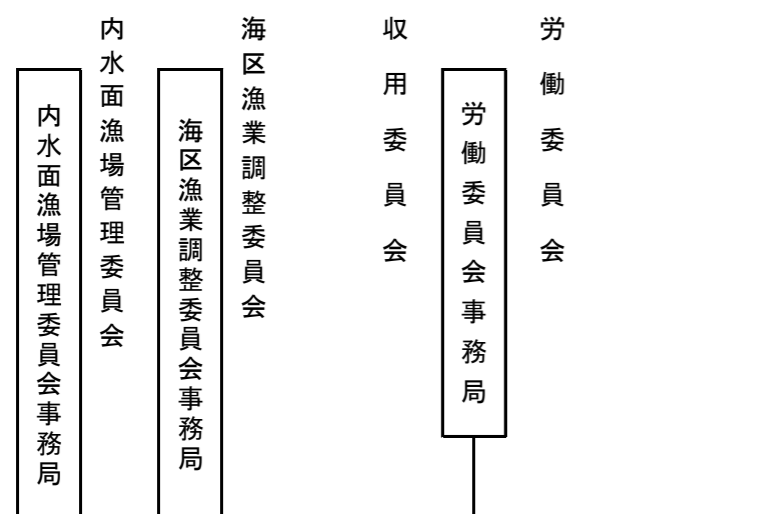 労働委員会
労働委員会事務局
収用委員会
海区漁業調整委員会
海区漁業調整委員会事務局
内水面漁場管理委員会
内水面漁場管理委員会事務局